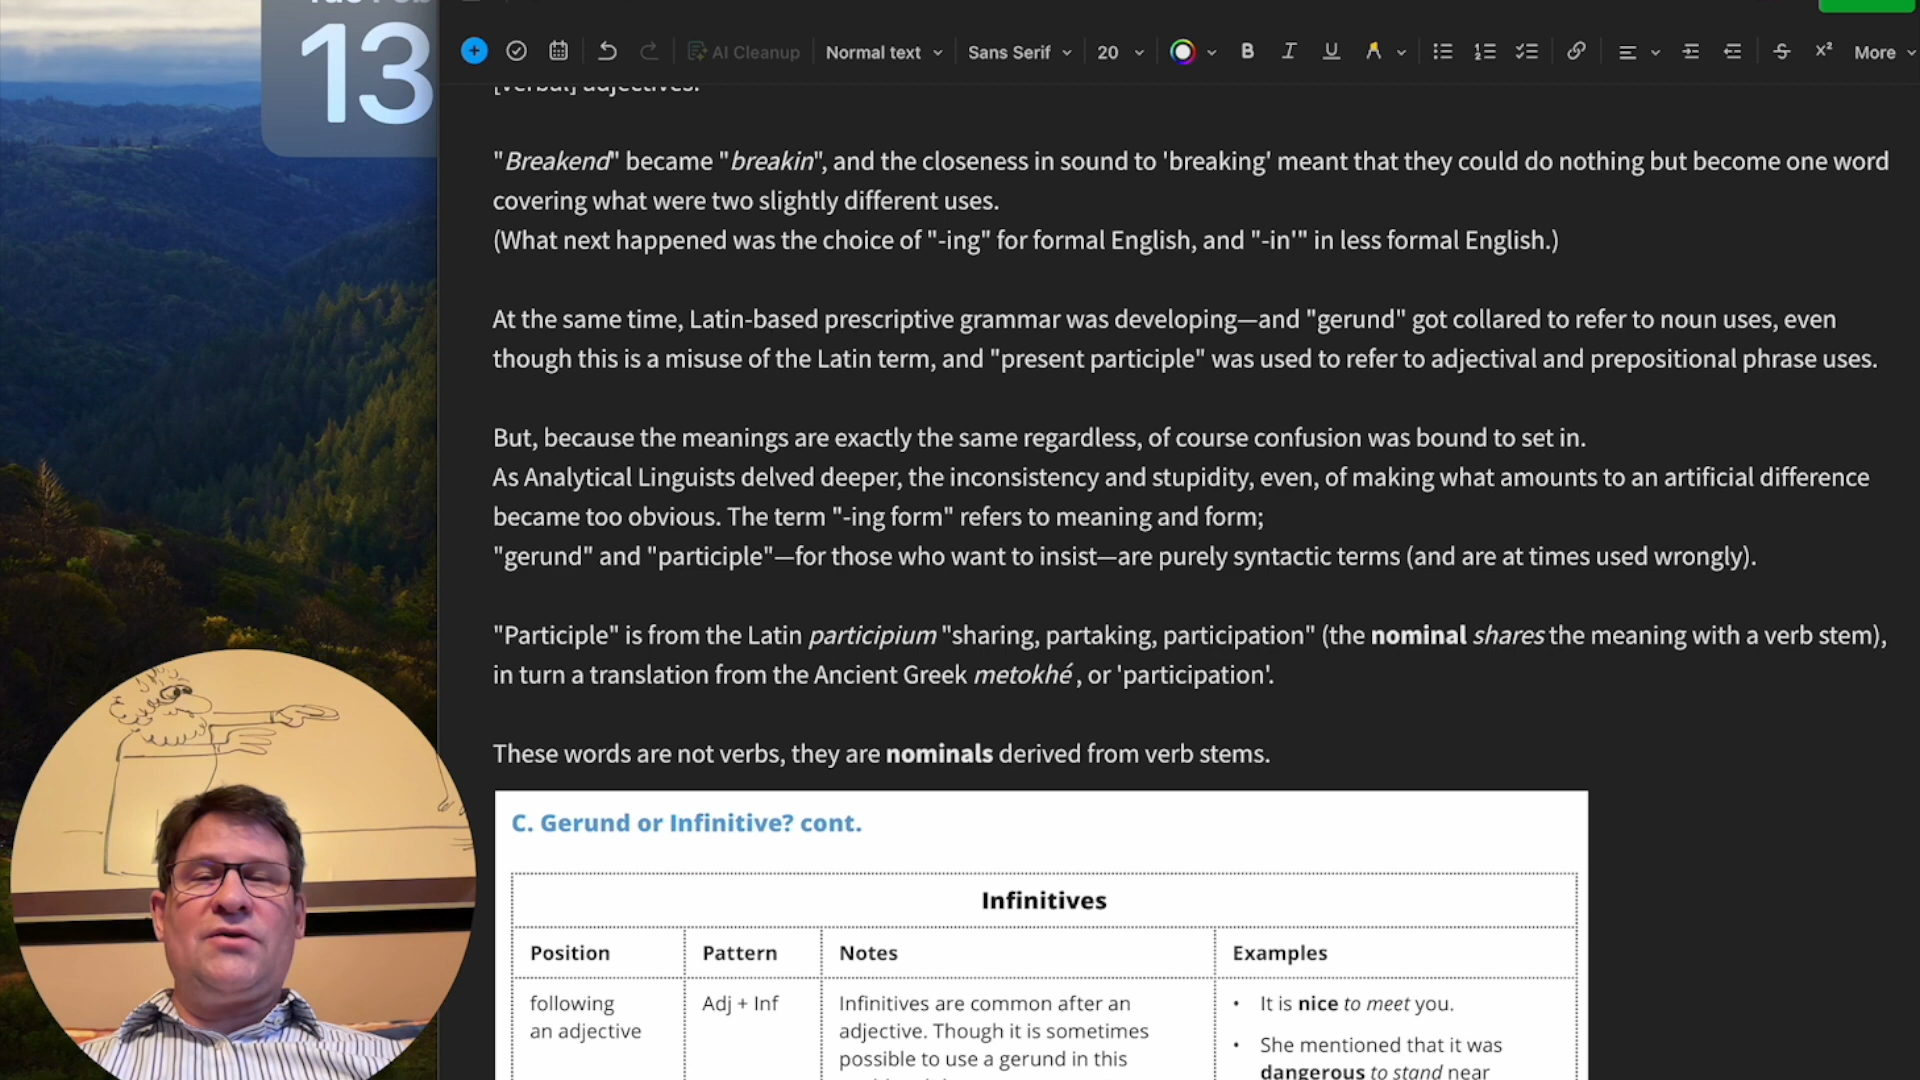 13
AI Cleanup Normal text Sans Serif 20 B I U A X² More
[verbal] adjectives.
"Breakend" became "breakin", and the closeness in sound to 'breaking' meant that they could do nothing but become one word
covering what were two slightly different uses.
(What next happened was the choice of "-ing" for formal English, and "-in'" in less formal English.)
At the same time, Latin-based prescriptive grammar was developing—and "gerund" got collared to refer to noun uses, even
though this is a misuse of the Latin term, and "present participle" was used to refer to adjectival and prepositional phrase uses.
But, because the meanings are exactly the same regardless, of course confusion was bound to set in.
As Analytical Linguists delved deeper, the inconsistency and stupidity, even, of making what amounts to an artificial difference
became too obvious. The term "-ing form" refers to meaning and form;
"gerund" and "participle"—for those who want to insist—are purely syntactic terms (and are at times used wrongly).
"Participle" is from the Latin participium "sharing, partaking, participation" (the nominal shares the meaning with a verb stem),
in turn a translation from the Ancient Greek metokhé , or 'participation'.
These words are not verbs, they are nominals derived from verb stems.
C. Gerund or Infinitive? cont.
Infinitives
Position Pattern Notes Examples
following Adj + Inf Infinitives are common after an • It is nice to meet you.
an adjective adjective. Though it is sometimes
possible to use a gerund in this • She mentioned that it was
dangerous to stand near